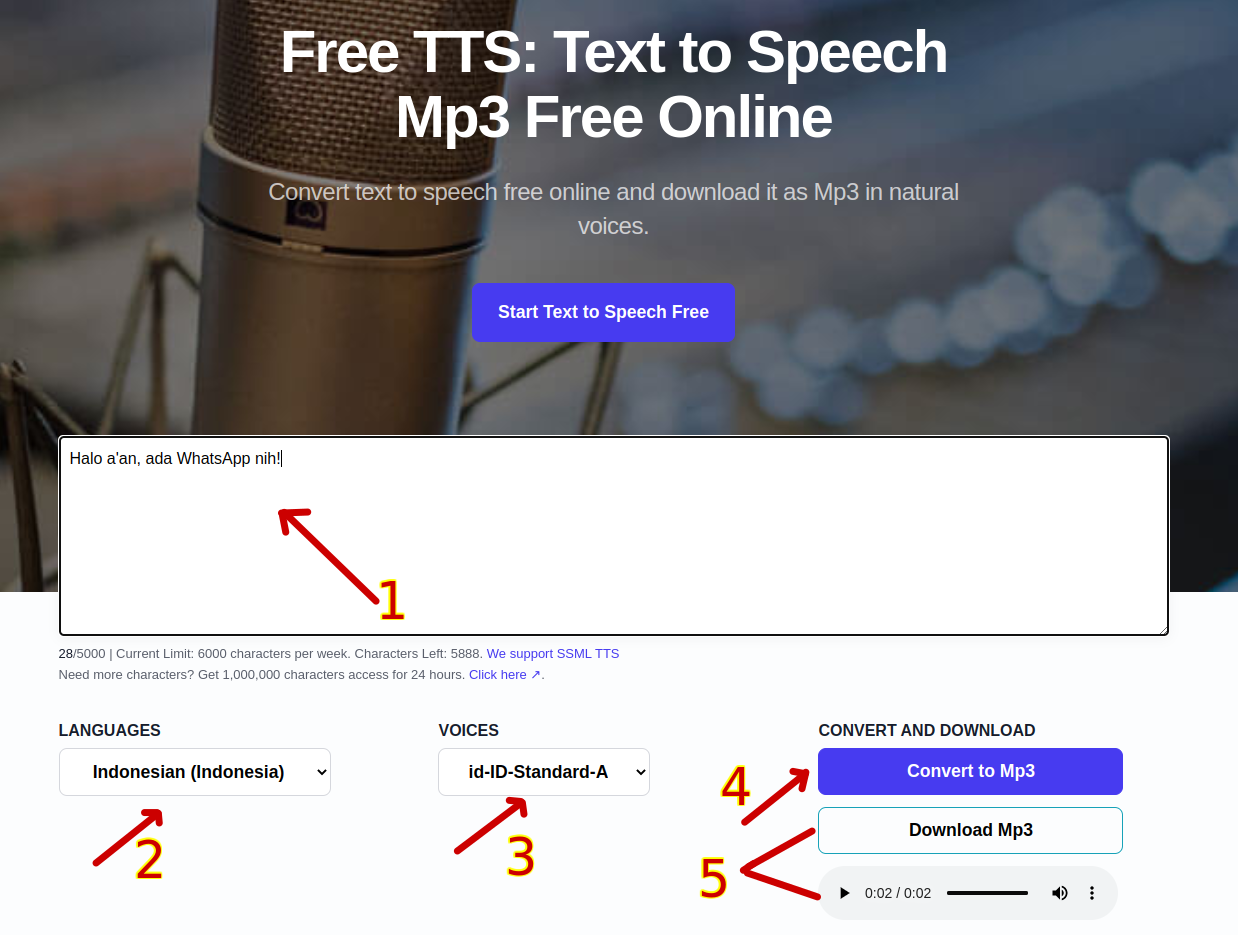 Free TTS: Text to Speech
Mp3 Free Online
Convert text to speech free online and download it as Mp3 in natural
voices.
Start Text to Speech Free
Halo a'an, ada WhatsApp nih!
1
28/5000 | Current Limit: 6000 characters per week. Characters Left: 5888. We support SSML TTS
Need more characters? Get 1,000,000 characters access for 24 hours. Click here ↗.
LANGUAGES
Indonesian (Indonesia)
2
VOICES
id-ID-Standard-A
3
CONVERT AND DOWNLOAD
4
Convert to Mp3
Download Mp3
5
0:02 / 0:02